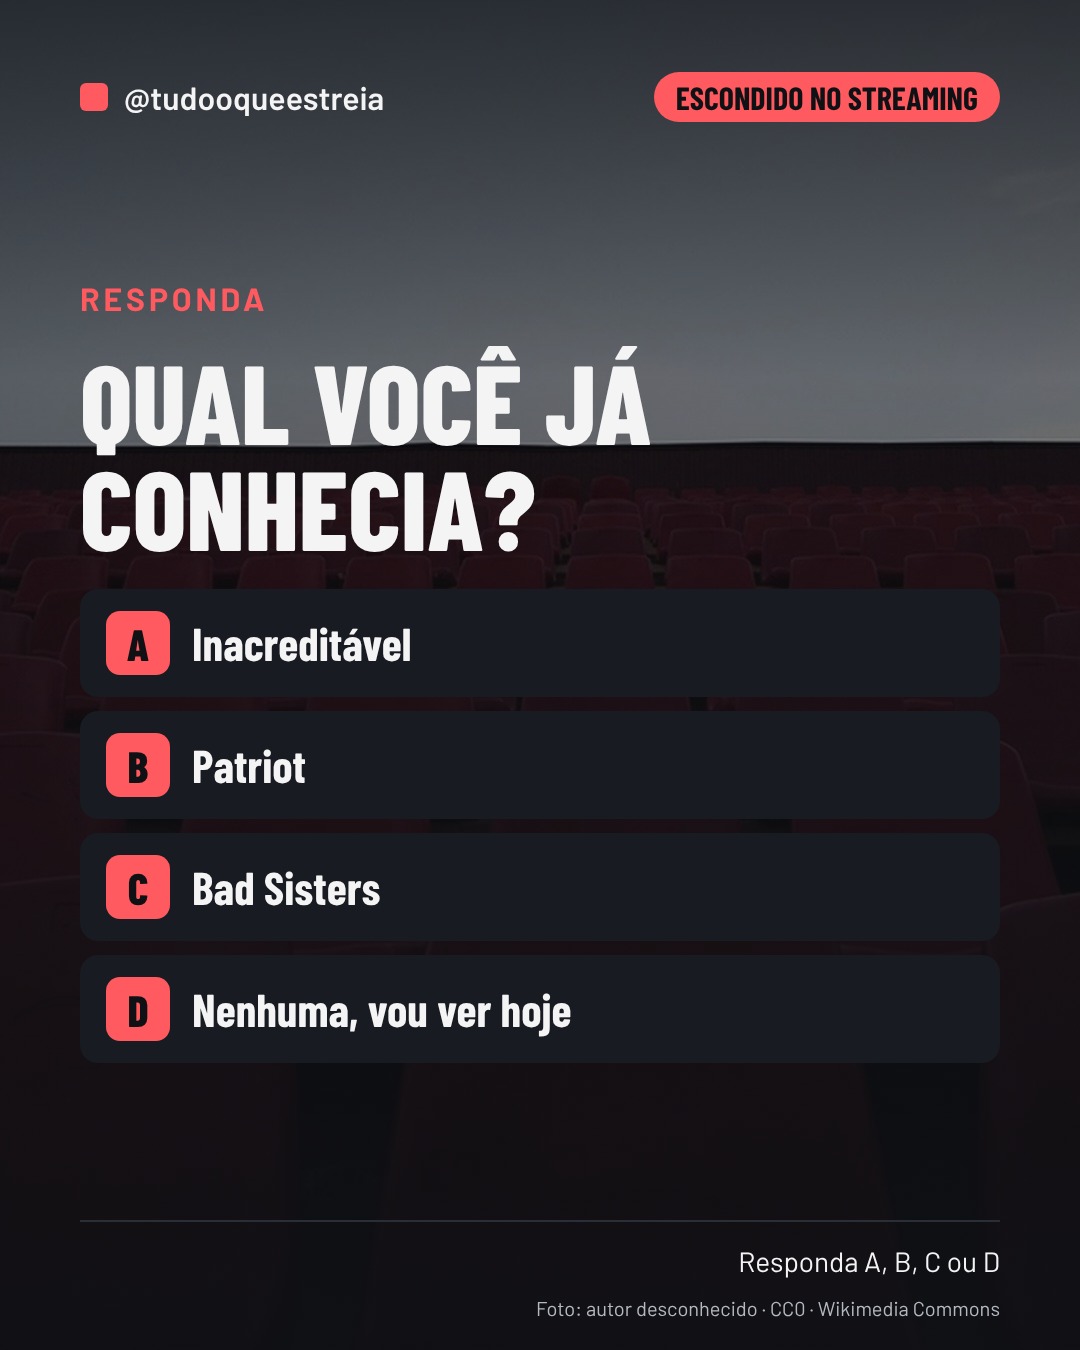 @tudooqueestreia
ESCONDIDO NO STREAMING
RESPONDA
QUAL VOCÊ JÁ
CONHECIA?
A Inacreditável
B Patriot
C Bad Sisters
D Nenhuma, vou ver hoje
Responda A, B, C ou D
Foto: autor desconhecido · CC0 · Wikimedia Commons